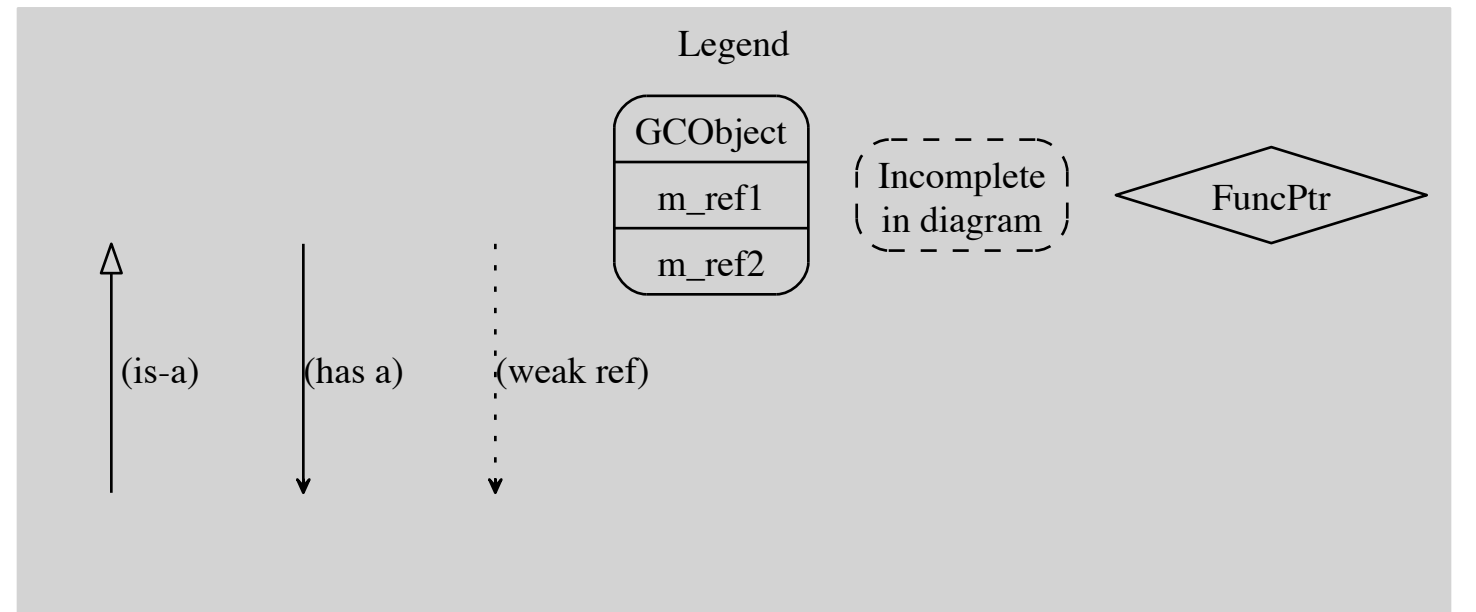 Legend
GCObject
m_ref1
m_ref2
Incomplete
in diagram
FuncPtr
(is-a)
(has a)
(weak ref)